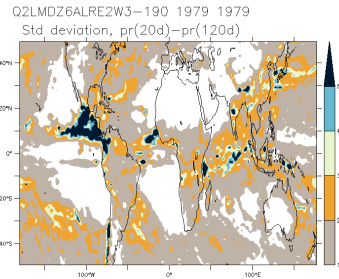 Q2LMDZ6ALRE2W3-190 1979 1979
Std deviation, pr(20d)-pr(120d)
40°N
20°N
0°
20°S
40°S
100°W
0°
100°E
5
4
3
2
1